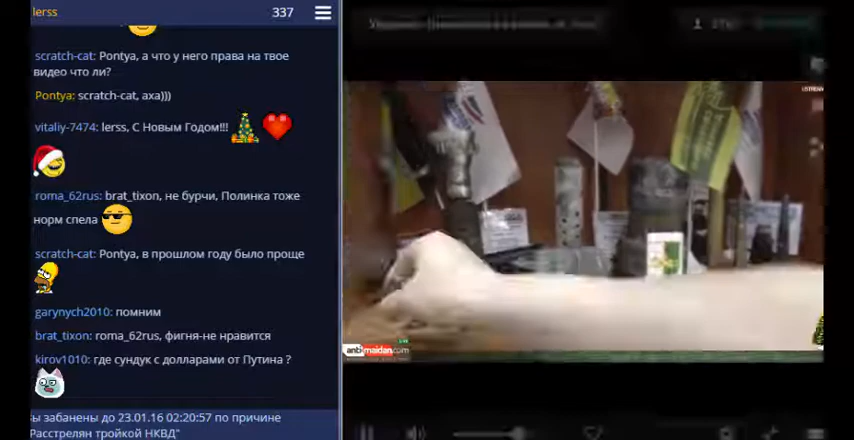 lerss 337
scratch-cat: Pontya, а что у него права на твое
видео что ли?
Pontya: scratch-cat, аха)))
vitaliy-7474: lerss, С Новым Годом!!!
roma_62rus: brat_tixon, не бурчи, Полинка тоже
норм спела
scratch-cat: Pontya, в прошлом году было проще
garynych2010: помним
brat_tixon: roma_62rus, фигня-не нравится
kirov1010: где сундук с долларами от Путина ?
ы забанены до 23.01.16 02:20:57 по причине
Расстрелян тройкой НКВД"
anti-maidan.com